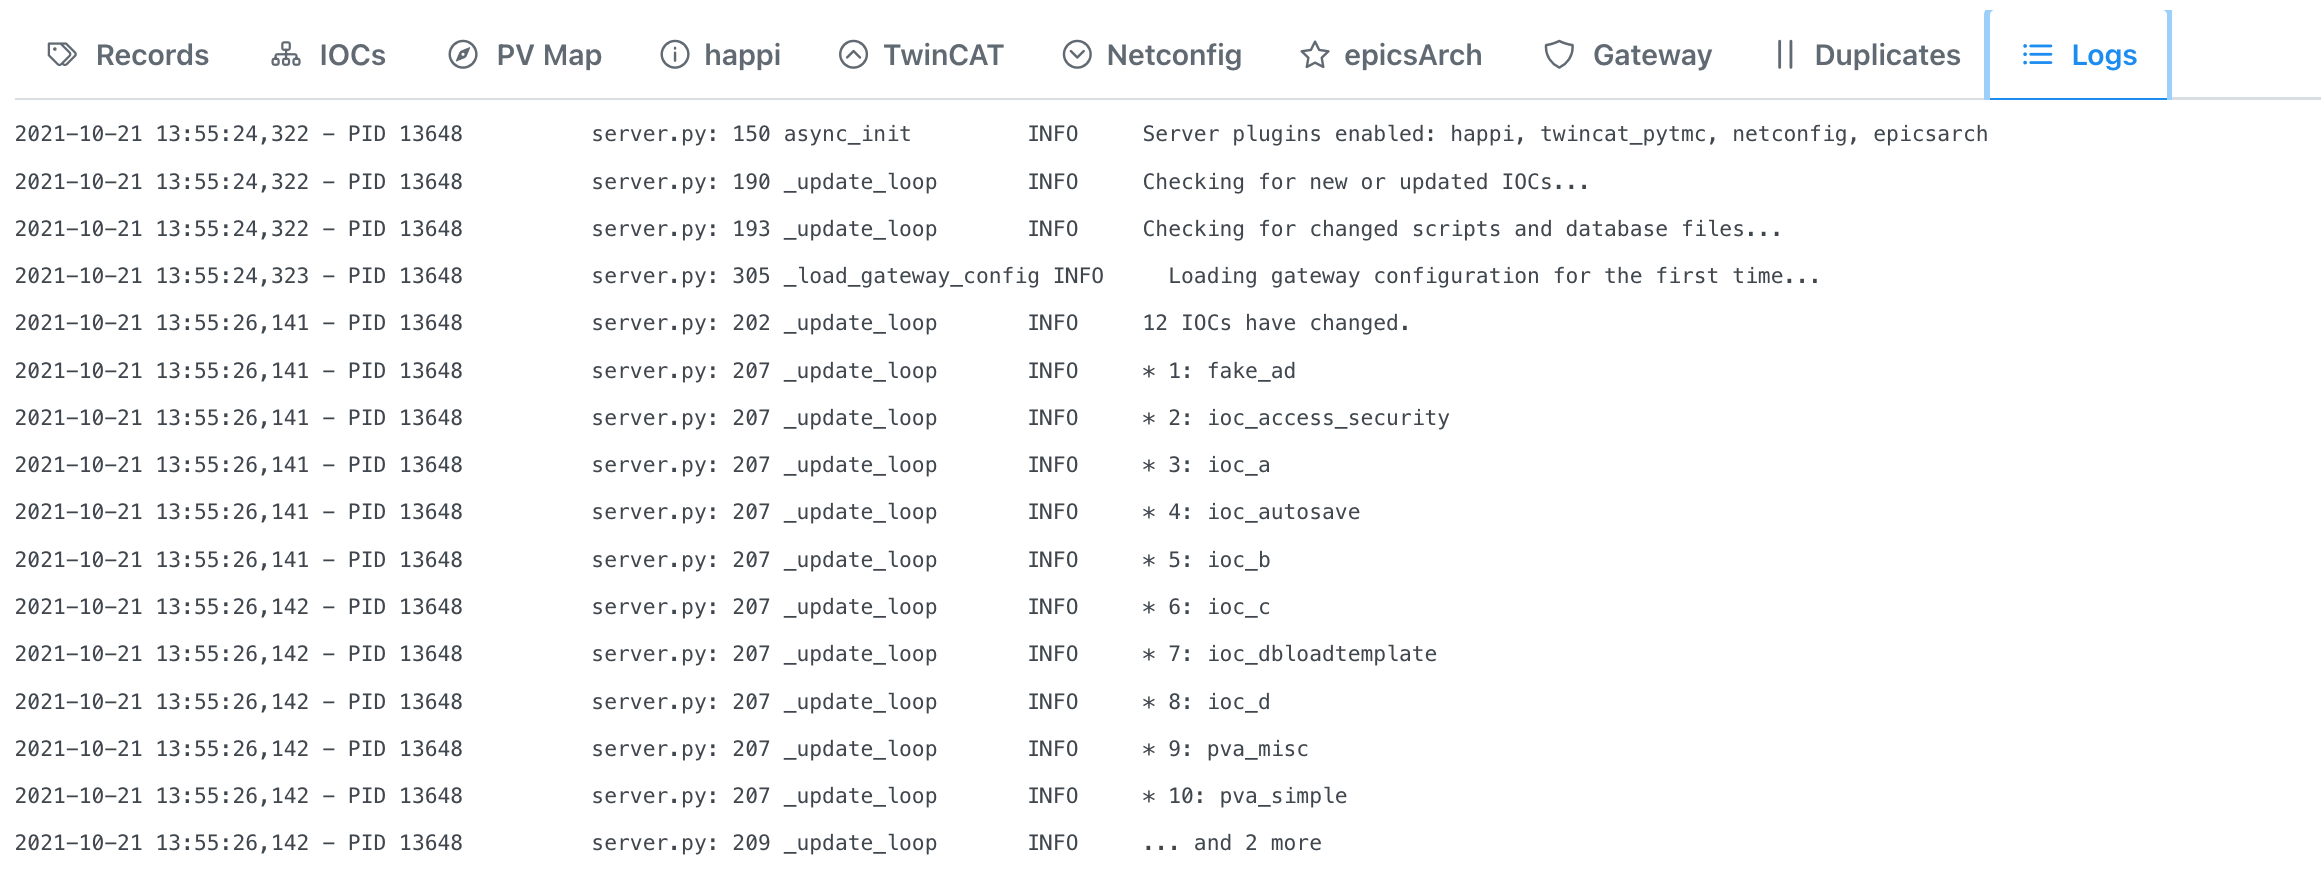 Records IOCs PV Map happi TwinCAT Netconfig epicsArch Gateway Duplicates Logs
2021-10-21 13:55:24,322 - PID 13648 server.py: 150 async_init INFO Server plugins enabled: happi, twincat_pytmc, netconfig, epicsarch
2021-10-21 13:55:24,322 - PID 13648 server.py: 190 _update_loop INFO Checking for new or updated IOCs...
2021-10-21 13:55:24,322 - PID 13648 server.py: 193 _update_loop INFO Checking for changed scripts and database files...
2021-10-21 13:55:24,323 - PID 13648 server.py: 305 _load_gateway_config INFO Loading gateway configuration for the first time...
2021-10-21 13:55:26,141 - PID 13648 server.py: 202 _update_loop INFO 12 IOCs have changed.
2021-10-21 13:55:26,141 - PID 13648 server.py: 207 _update_loop INFO * 1: fake_ad
2021-10-21 13:55:26,141 - PID 13648 server.py: 207 _update_loop INFO * 2: ioc_access_security
2021-10-21 13:55:26,141 - PID 13648 server.py: 207 _update_loop INFO * 3: ioc_a
2021-10-21 13:55:26,141 - PID 13648 server.py: 207 _update_loop INFO * 4: ioc_autosave
2021-10-21 13:55:26,141 - PID 13648 server.py: 207 _update_loop INFO * 5: ioc_b
2021-10-21 13:55:26,142 - PID 13648 server.py: 207 _update_loop INFO * 6: ioc_c
2021-10-21 13:55:26,142 - PID 13648 server.py: 207 _update_loop INFO * 7: ioc_dbloadtemplate
2021-10-21 13:55:26,142 - PID 13648 server.py: 207 _update_loop INFO * 8: ioc_d
2021-10-21 13:55:26,142 - PID 13648 server.py: 207 _update_loop INFO * 9: pva_misc
2021-10-21 13:55:26,142 - PID 13648 server.py: 207 _update_loop INFO * 10: pva_simple
2021-10-21 13:55:26,142 - PID 13648 server.py: 209 _update_loop INFO ... and 2 more